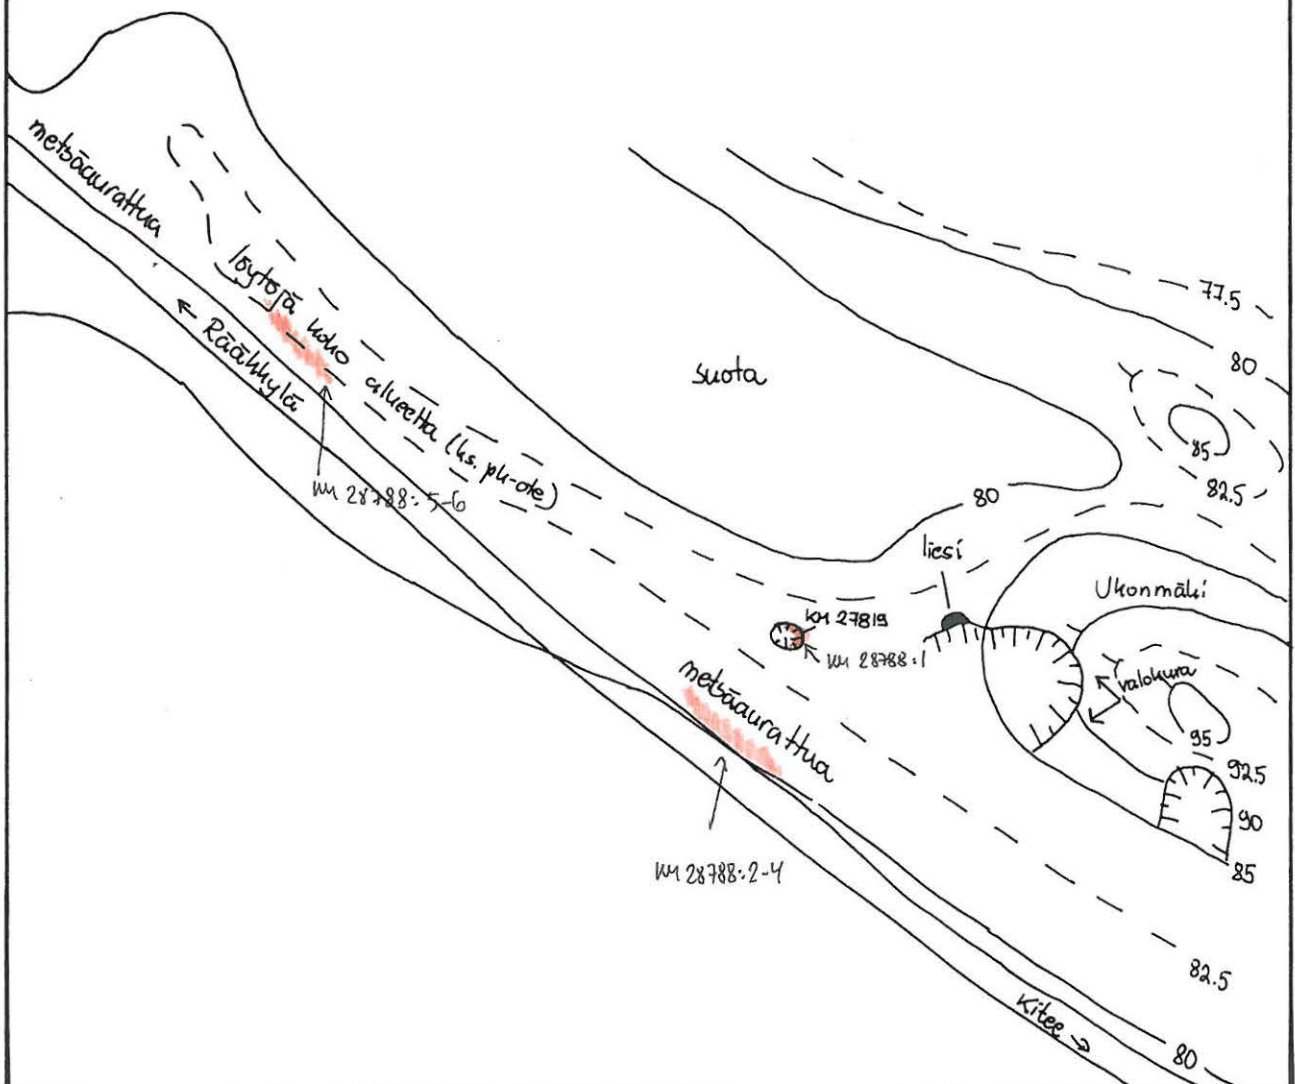 metsäaurattua
löytöjä koko alueetta (ks. pk-ote)
← Rääkkylä
KM 28788:5-6
suota
77.5
80
85
82.5
80
liesi
Ukonmäki
KM 27819
KM 28788:1
valokuva
metsäaurattua
95
92.5
90
85
KM 28788:2-4
82.5
Kitee →
80